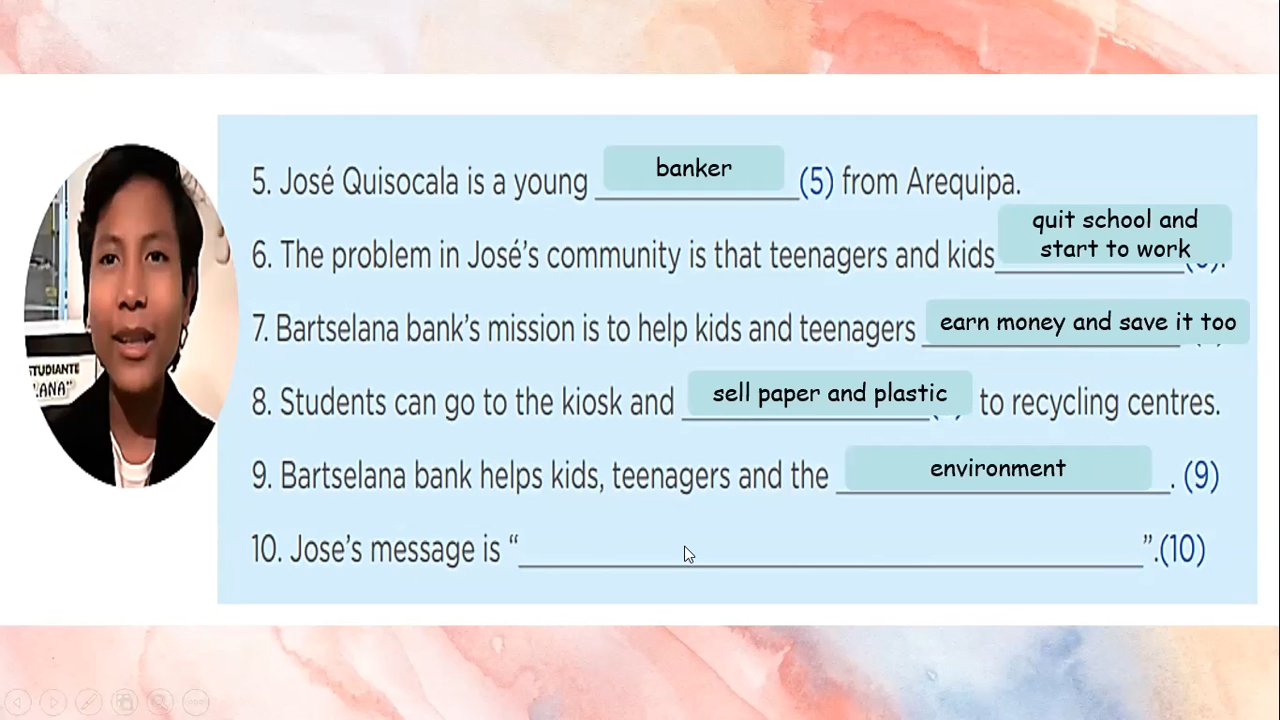 5. José Quisocala is a young banker (5) from Arequipa.
quit school and
start to work
6. The problem in José's community is that teenagers and kids
7. Bartselana bank's mission is to help kids and teenagers earn money and save it too
8. Students can go to the kiosk and sell paper and plastic to recycling centres.
9. Bartselana bank helps kids, teenagers and the environment. (9)
10. Jose's message is “____________”.(10)
STUDIANTE
LANA”